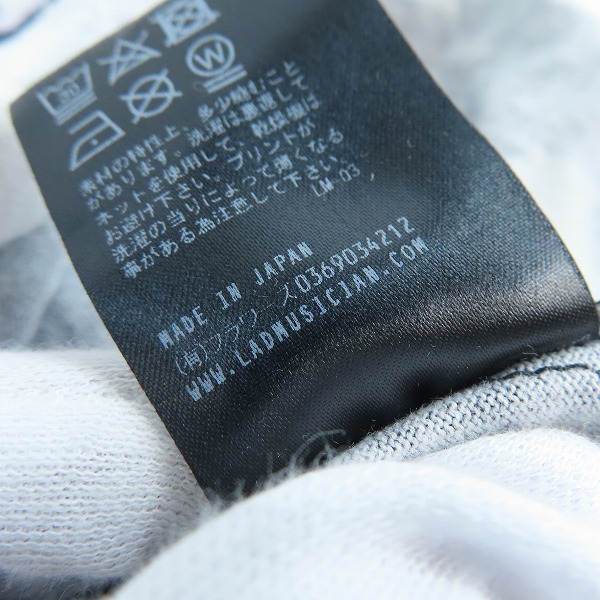 30
W
素材の特性上、多少縮むこと
があります。洗濯は裏返して
ネットを使用して、乾燥機は
お避け下さい。プリントが
洗濯の当りによって薄くなる
事がある為注意して下さい。
LM-03
MADE IN JAPAN
(有)フラリーズ0369034212
WWW.LADMUSICIAN.COM